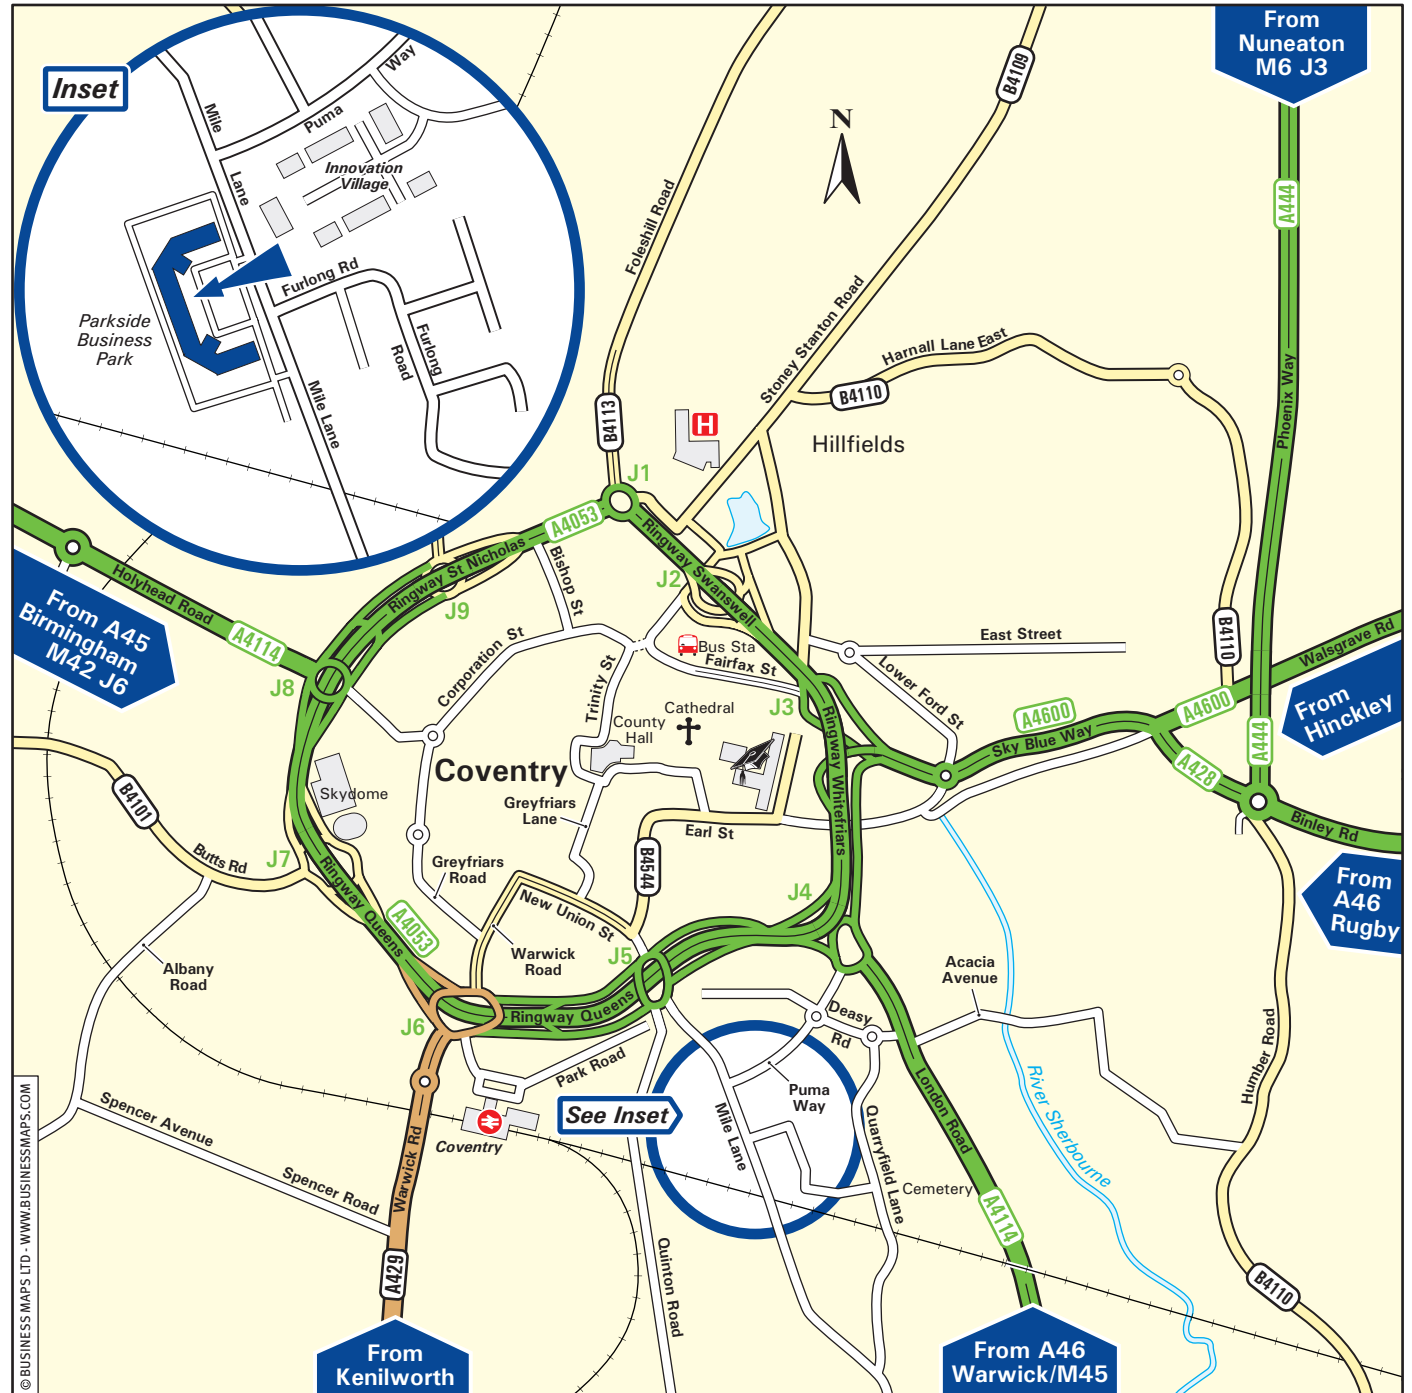 Inset
Mile
Lane
Puma
Way
Innovation
Village
Furlong Rd
Furlong
Road
Mile Lane
Parkside
Business
Park
N
From
Nuneaton
M6 J3
B4109
A444
Foleshill Road
Stoney Stanton Road
Harnall Lane East
B4110
B4113
H
Hillfields
Phoenix Way
J1
A4053
Ringway St Nicholas
Ringway Swanswell
Bishop St
J2
J9
Holyhead Road
A4114
From A45
Birmingham
M42 J6
J8
Corporation St
Trinity St
Bus Sta
Fairfax St
East Street
Lower Ford St
B4110
Walsgrave Rd
From
Hinckley
A4600
A4600
Sky Blue Way
A444
A428
Binley Rd
From
A46
Rugby
J3
Cathedral
County
Hall
Coventry
Ringway Whitefriars
Skydome
Greyfriars
Lane
Earl St
B4544
B4101
Butts Rd
J7
Ringway Queens
A4053
Greyfriars
Road
New Union St
Warwick
Road
J4
J5
Albany
Road
Acacia
Avenue
Ringway Queens
J6
Deasy
Rd
Park Road
Puma
Way
See Inset
Mile Lane
London Road
Quarryfield Lane
Cemetery
River Sherbourne
Humber Road
Spencer Avenue
Spencer Road
Warwick Rd
Coventry
A429
Quinton Road
A4114
B4110
From
Kenilworth
From A46
Warwick/M45
© BUSINESS MAPS LTD - WWW.BUSINESSMAPS.COM